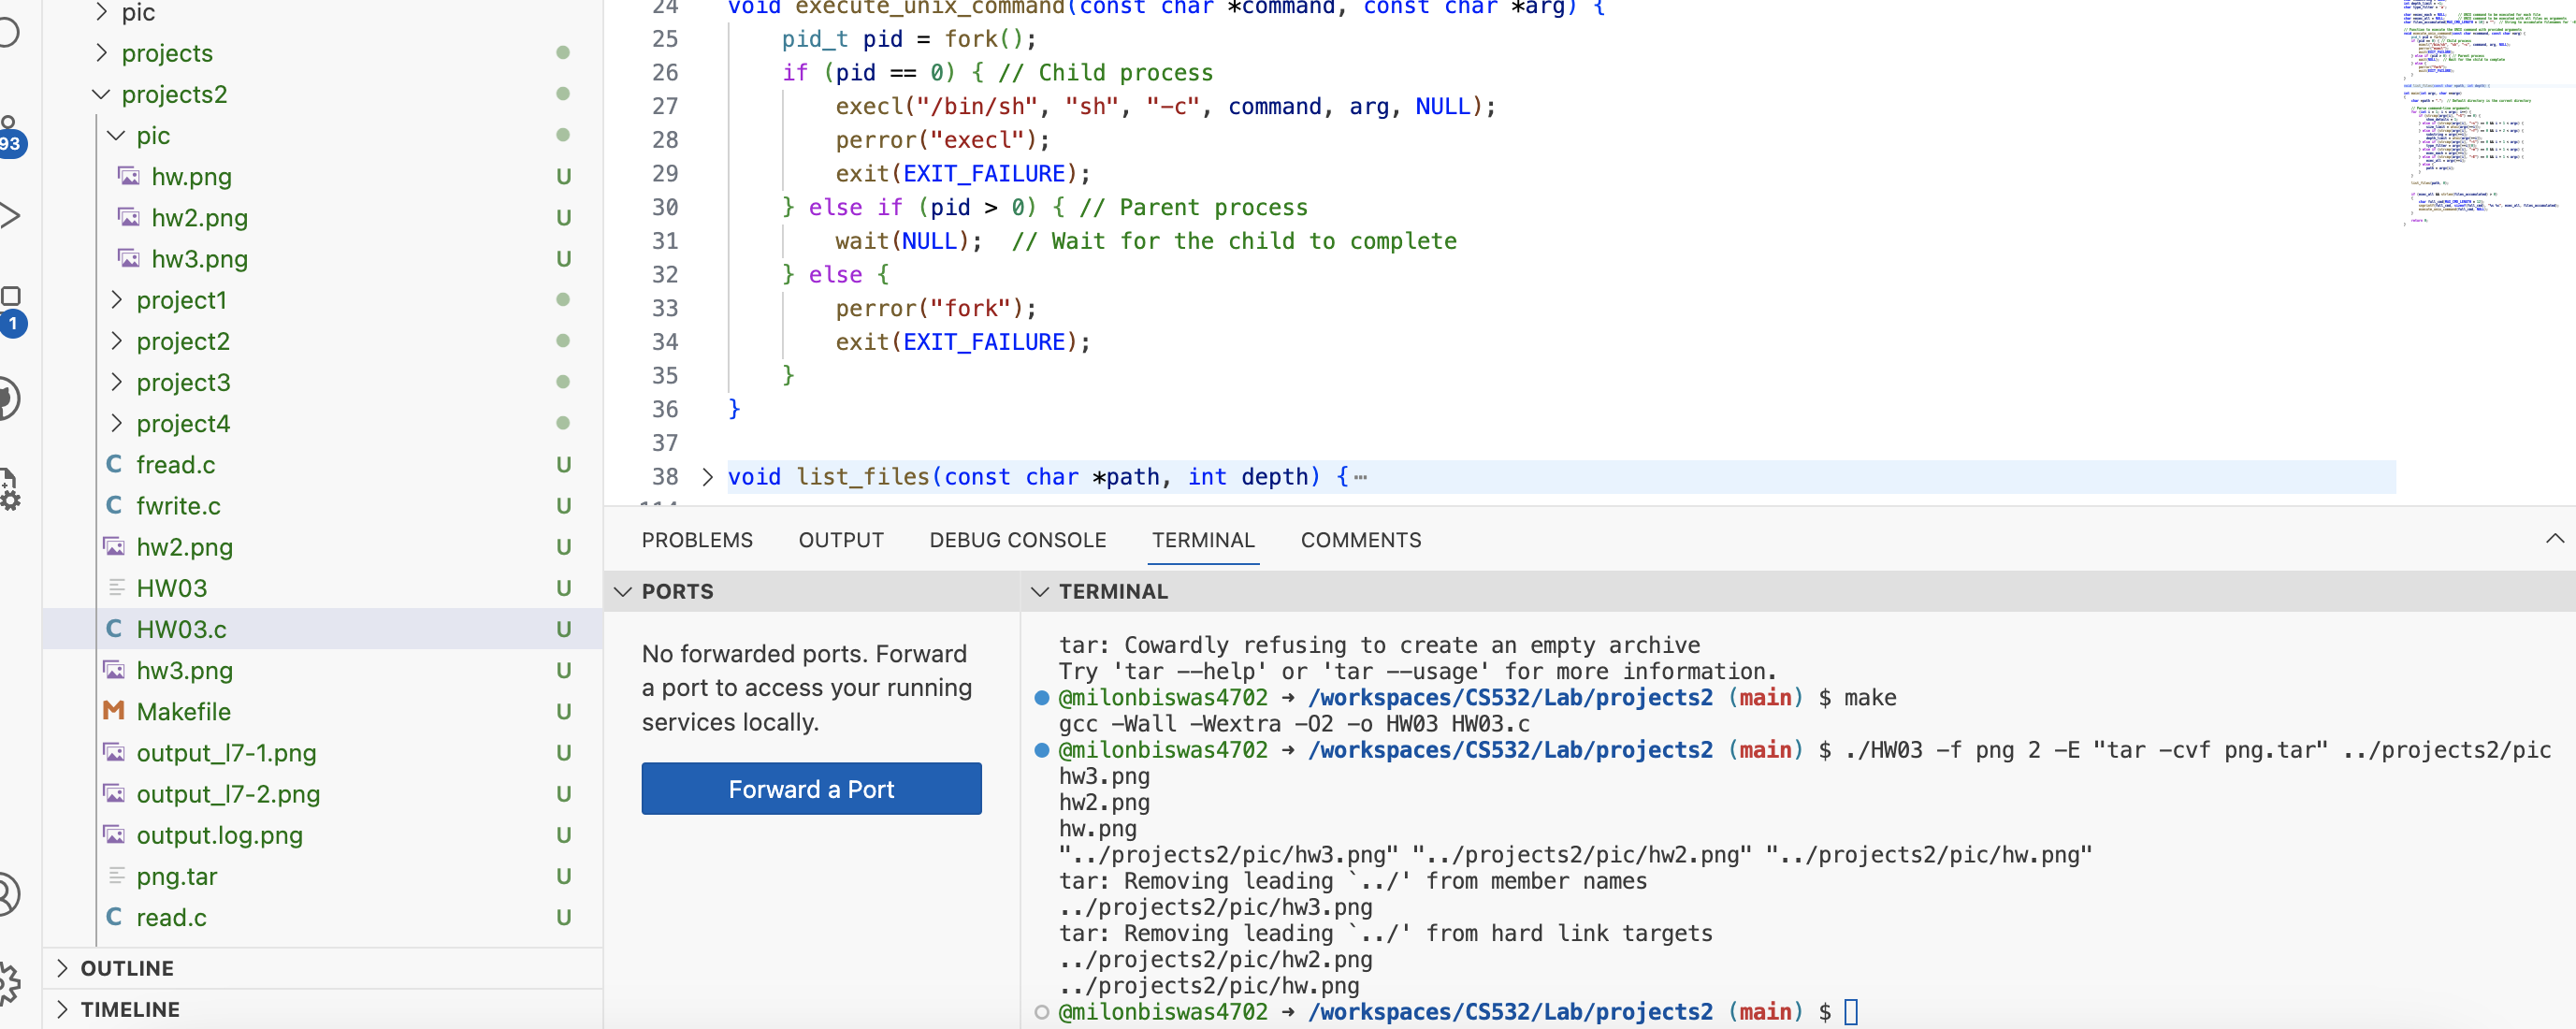 pic
projects
projects2
pic
hw.png U
hw2.png U
hw3.png U
project1
project2
project3
project4
fread.c U
fwrite.c U
hw2.png U
HW03 U
HW03.c U
hw3.png U
Makefile U
output_l7-1.png U
output_l7-2.png U
output.log.png U
png.tar U
read.c U
OUTLINE
TIMELINE
93
1
24 void execute_unix_command(const char *command, const char *arg) {
25 pid_t pid = fork();
26 if (pid == 0) { // Child process
27 execl("/bin/sh", "sh", "-c", command, arg, NULL);
28 perror("execl");
29 exit(EXIT_FAILURE);
30 } else if (pid > 0) { // Parent process
31 wait(NULL);  // Wait for the child to complete
32 } else {
33 perror("fork");
34 exit(EXIT_FAILURE);
35 }
36 }
37
38 void list_files(const char *path, int depth) {⋯
PROBLEMS OUTPUT DEBUG CONSOLE TERMINAL COMMENTS
PORTS
No forwarded ports. Forward
a port to access your running
services locally.
Forward a Port
TERMINAL
tar: Cowardly refusing to create an empty archive
Try 'tar --help' or 'tar --usage' for more information.
@milonbiswas4702 → /workspaces/CS532/Lab/projects2 (main) $ make
gcc -Wall -Wextra -O2 -o HW03 HW03.c
@milonbiswas4702 → /workspaces/CS532/Lab/projects2 (main) $ ./HW03 -f png 2 -E "tar -cvf png.tar" ../projects2/pic
hw3.png
hw2.png
hw.png
"../projects2/pic/hw3.png" "../projects2/pic/hw2.png" "../projects2/pic/hw.png"
tar: Removing leading `../' from member names
../projects2/pic/hw3.png
tar: Removing leading `../' from hard link targets
../projects2/pic/hw2.png
../projects2/pic/hw.png
@milonbiswas4702 → /workspaces/CS532/Lab/projects2 (main) $